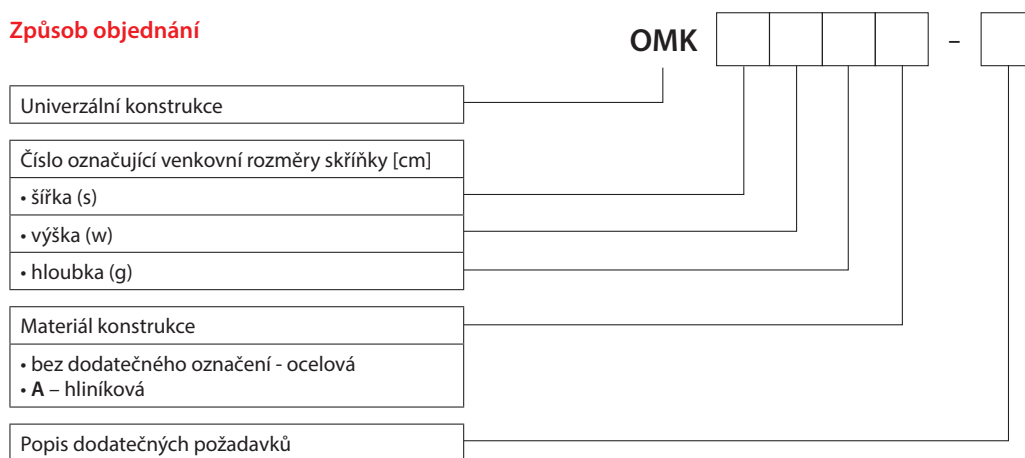 Způsob objednání
OMK –
Univerzální konstrukce
Číslo označující venkovní rozměry skříňky [cm]
• šířka (s)
• výška (w)
• hloubka (g)
Materiál konstrukce
• bez dodatečného označení - ocelová
• A – hliníková
Popis dodatečných požadavků